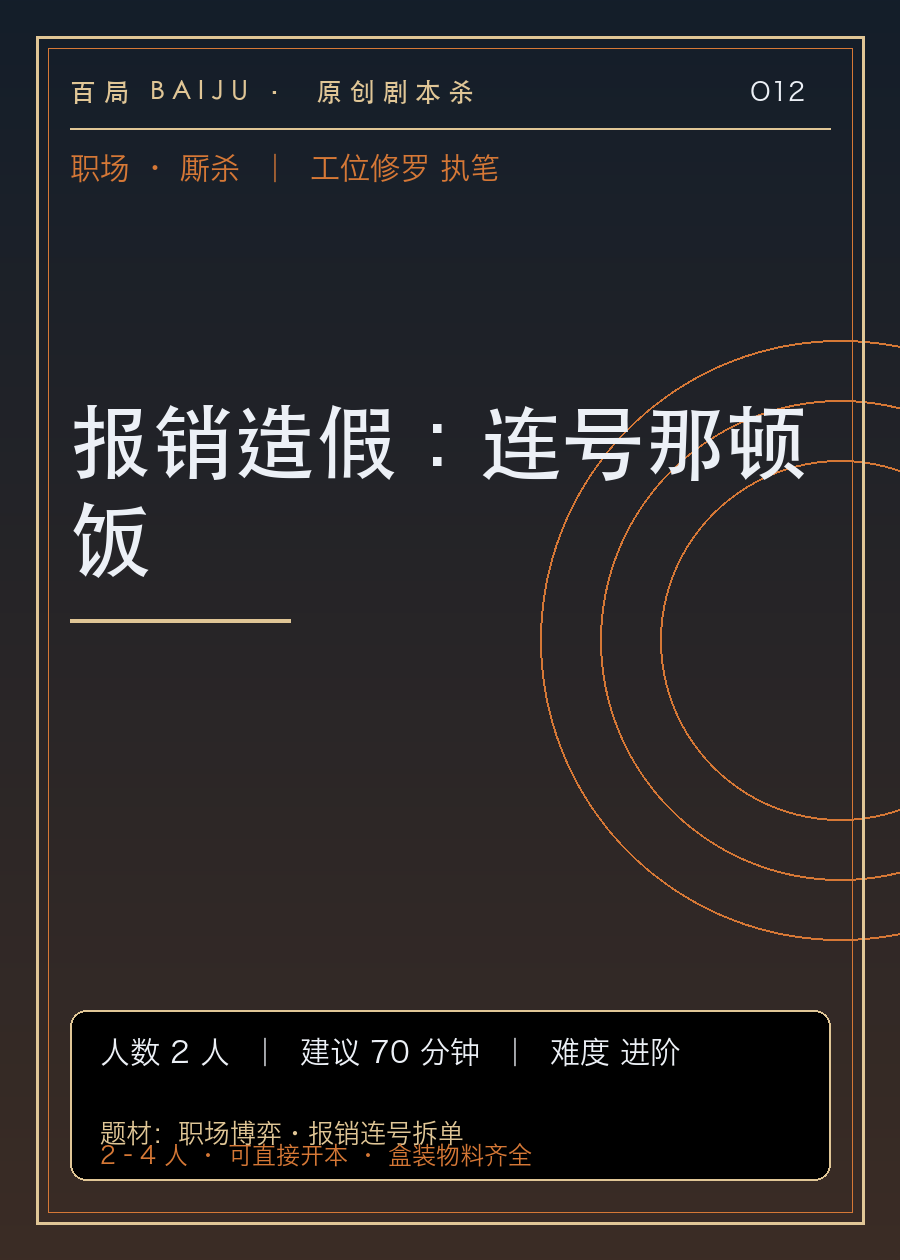 百局 BAIJU · 原创剧本杀 012
职场 · 厮杀 ｜ 工位修罗 执笔
报销造假：连号那顿
饭
人数 2 人 ｜ 建议 70 分钟 ｜ 难度 进阶
题材：职场博弈·报销连号拆单
2-4 人 · 可直接开本 · 盒装物料齐全